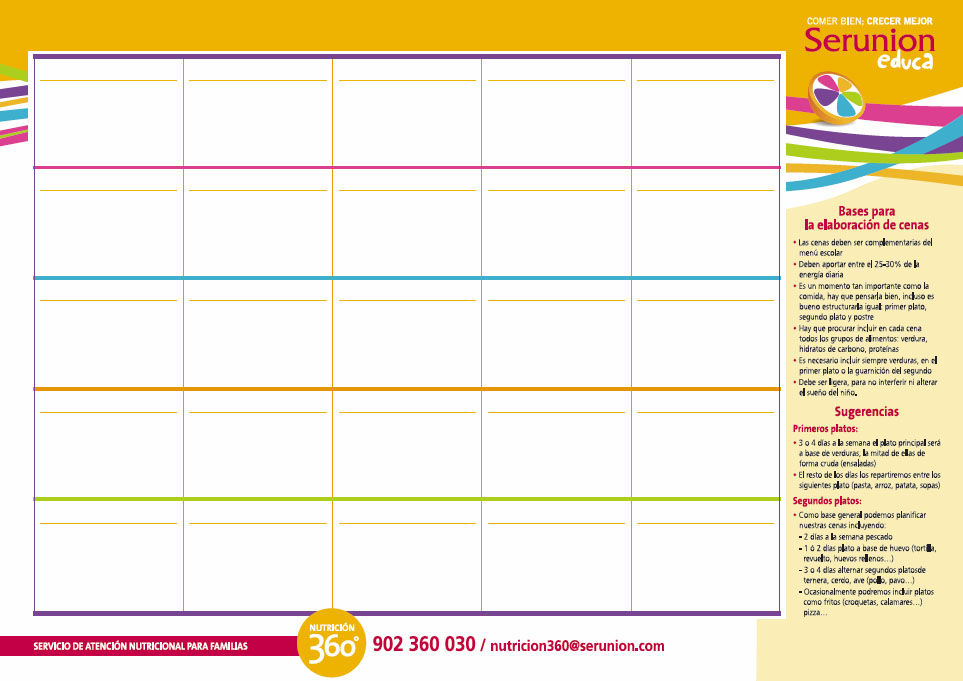 COMER BIEN; CRECER MEJOR
Serunion
educa
Bases para
la elaboración de cenas
• Las cenas deben ser complementarias del
menú escolar
• Deben aportar entre el 25-30% de la
energía diaria
• Es un momento tan importante como la
comida, hay que pensarla bien, incluso es
bueno estructurarla igual: primer plato,
segundo plato y postre
• Hay que procurar incluir en cada cena
todos los grupos de alimentos: verdura,
hidratos de carbono, proteínas
• Es necesario incluir siempre verduras, en el
primer plato o la guarnición del segundo
• Debe ser ligera, para no interferir ni alterar
el sueño del niño.
Sugerencias
Primeros platos:
• 3 o 4 días a la semana el plato principal será
a base de verduras, la mitad de ellas de
forma cruda (ensaladas)
• El resto de los días los repartiremos entre los
siguientes plato (pasta, arroz, patata, sopas)
Segundos platos:
• Como base general podemos planificar
nuestras cenas incluyendo:
- 2 días a la semana pescado
- 1 ó 2 días plato a base de huevo (tortilla,
revuelto, huevos rellenos...)
- 3 o 4 días alternar segundos platosde
ternera, cerdo, ave (pollo, pavo...)
- Ocasionalmente podremos incluir platos
como fritos (croquetas, calamares...)
pizza...
SERVICIO DE ATENCIÓN NUTRICIONAL PARA FAMILIAS
NUTRICIÓN
360°
902 360 030 / nutricion360@serunion.com